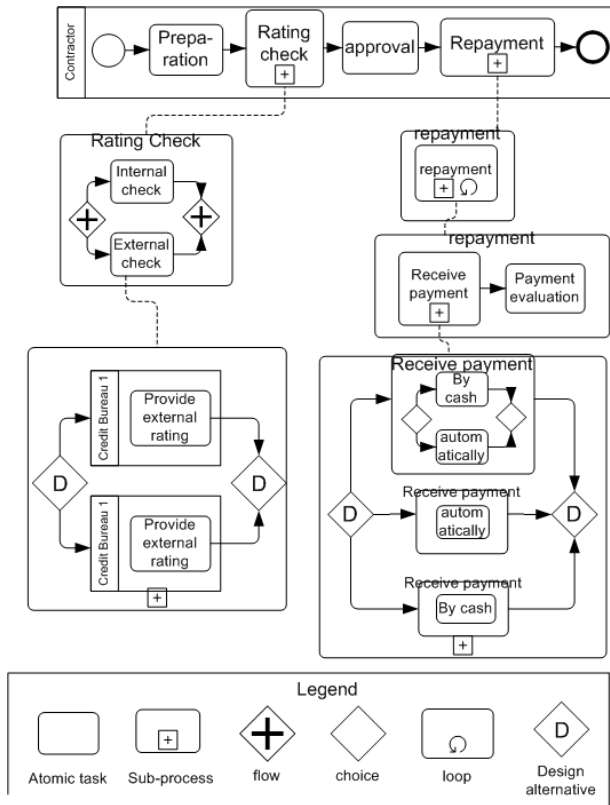 Contractor
Prepa-
ration
Rating
check
approval
Repayment
Rating Check
Internal
check
External
check
repayment
repayment
repayment
Receive
payment
Payment
evaluation
Credit Bureau 1
Provide
external
rating
D
D
Credit Bureau 1
Provide
external
rating
Receive payment
By
cash
autom
atically
Receive payment
D
autom
atically
D
Receive payment
By cash
Legend
D
Atomic task
Sub-process
flow
choice
loop
Design
alternative